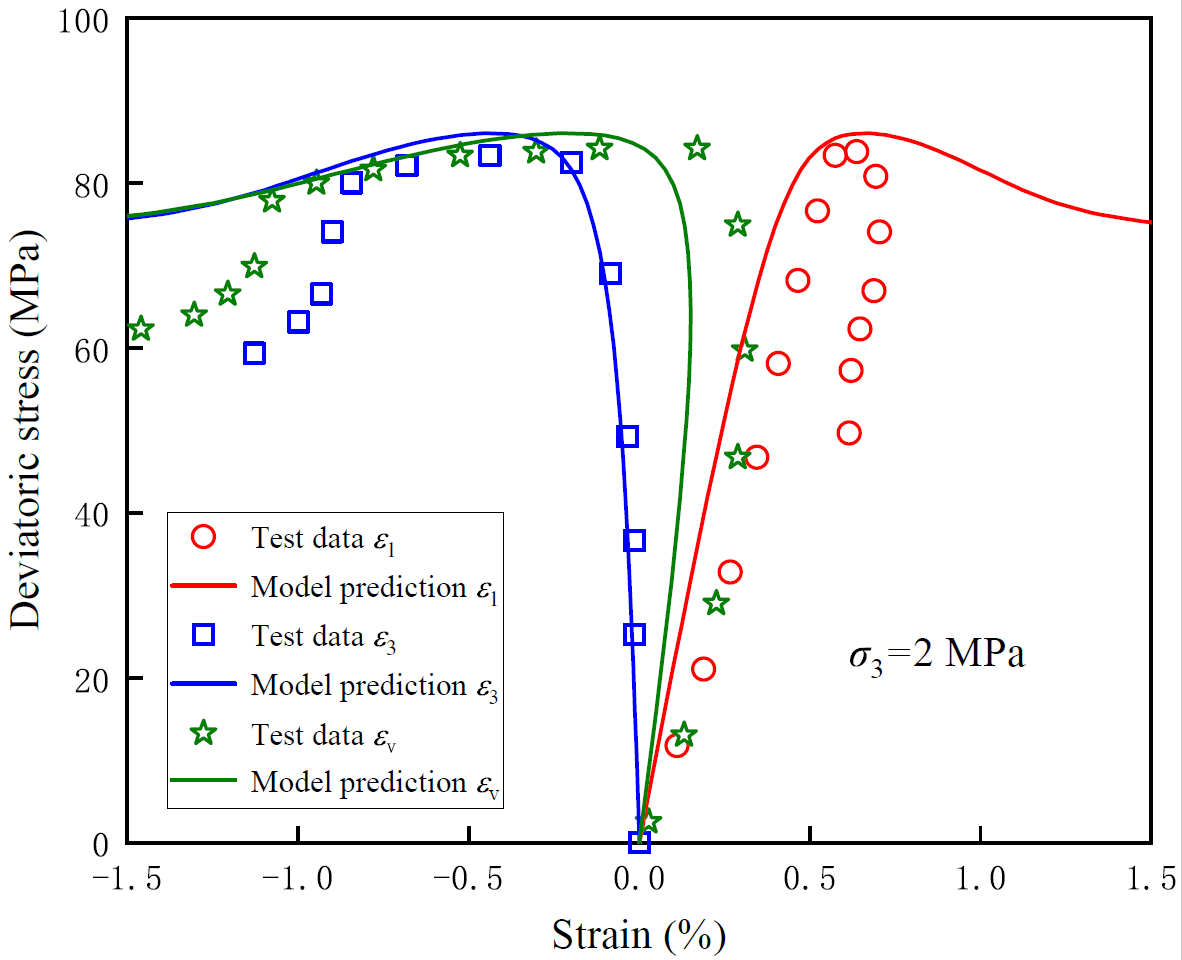 100
80
60
40
20
0
Deviatoric stress (MPa)
Test data ε1
Model prediction ε1
Test data ε3
Model prediction ε3
Test data εv
Model prediction εv
σ3=2 MPa
-1.5 -1.0 -0.5 0.0 0.5 1.0 1.5
Strain (%)